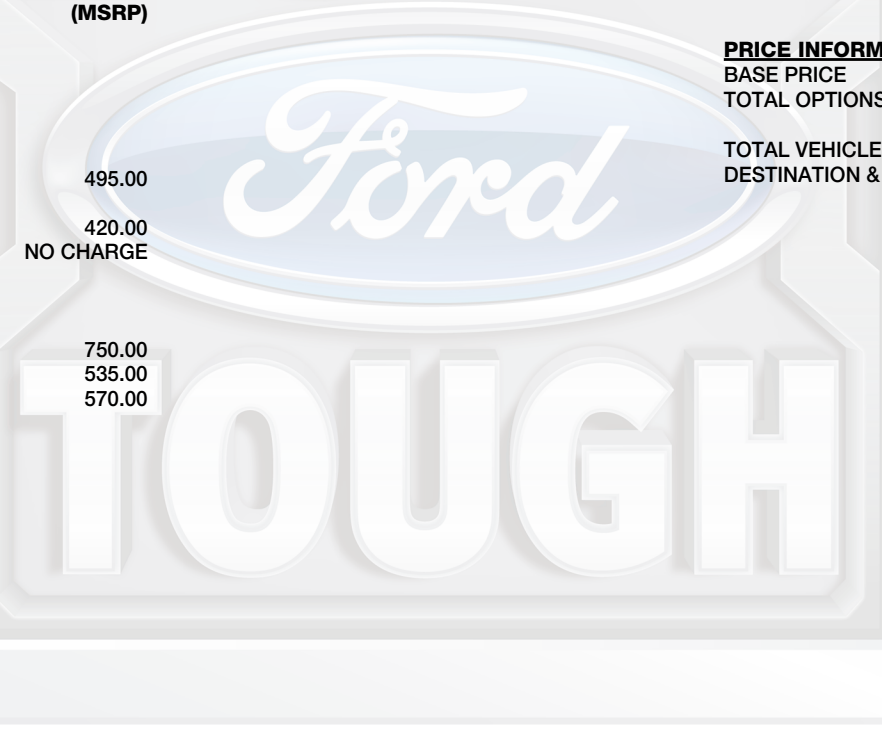 (MSRP)
495.00
420.00
NO CHARGE
750.00
535.00
570.00
PRICE INFORM
BASE PRICE
TOTAL OPTIONS
TOTAL VEHICLE
DESTINATION &
Ford
TOUGH